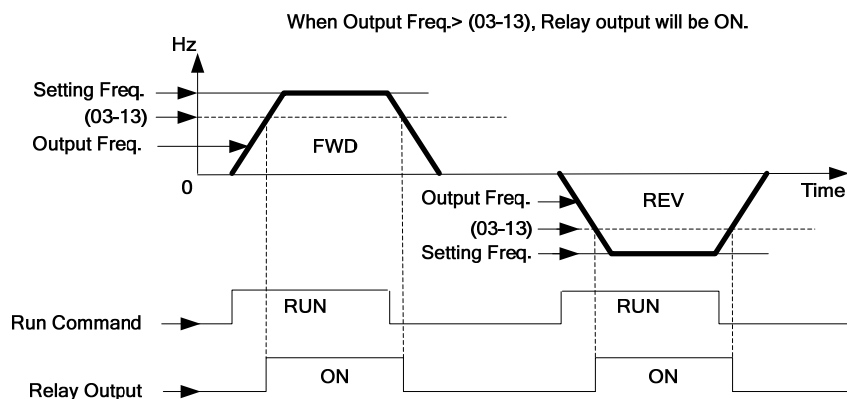 When Output Freq.> (03-13), Relay output will be ON.
Hz
Setting Freq.
(03-13)
Output Freq.
FWD
0
Time
Output Freq.
REV
(03-13)
Setting Freq.
RUN
RUN
Run Command
ON
ON
Relay Output